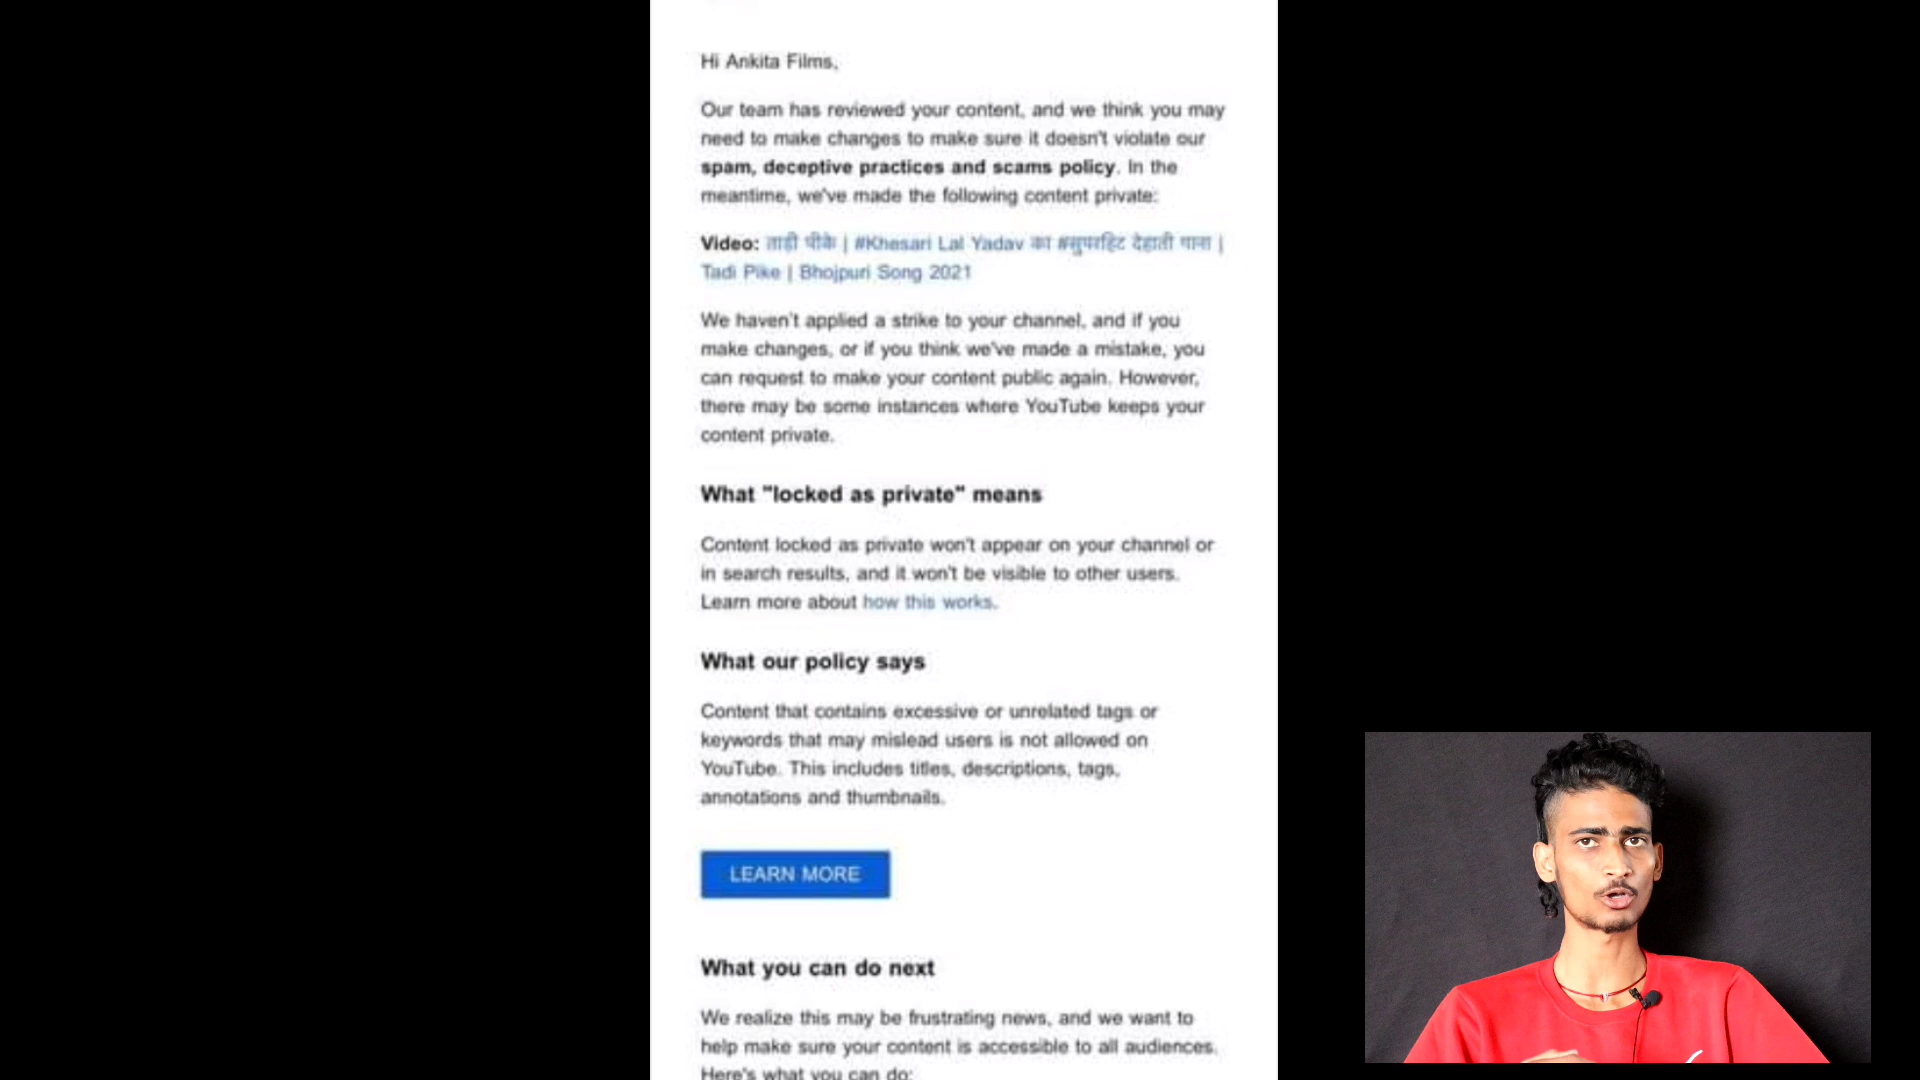 Hi Ankita Films,
Our team has reviewed your content, and we think you may
need to make changes to make sure it doesn't violate our
spam, deceptive practices and scams policy. In the
meantime, we've made the following content private:
Video: ताड़ी पीके | #Khesari Lal Yadav का #सुपरहिट देहाती गाना |
Tadi Pike | Bhojpuri Song 2021
We haven't applied a strike to your channel, and if you
make changes, or if you think we've made a mistake, you
can request to make your content public again. However,
there may be some instances where YouTube keeps your
content private.
What "locked as private" means
Content locked as private won't appear on your channel or
in search results, and it won't be visible to other users.
Learn more about how this works.
What our policy says
Content that contains excessive or unrelated tags or
keywords that may mislead users is not allowed on
YouTube. This includes titles, descriptions, tags,
annotations and thumbnails.
LEARN MORE
What you can do next
We realize this may be frustrating news, and we want to
help make sure your content is accessible to all audiences.
Here's what you can do: